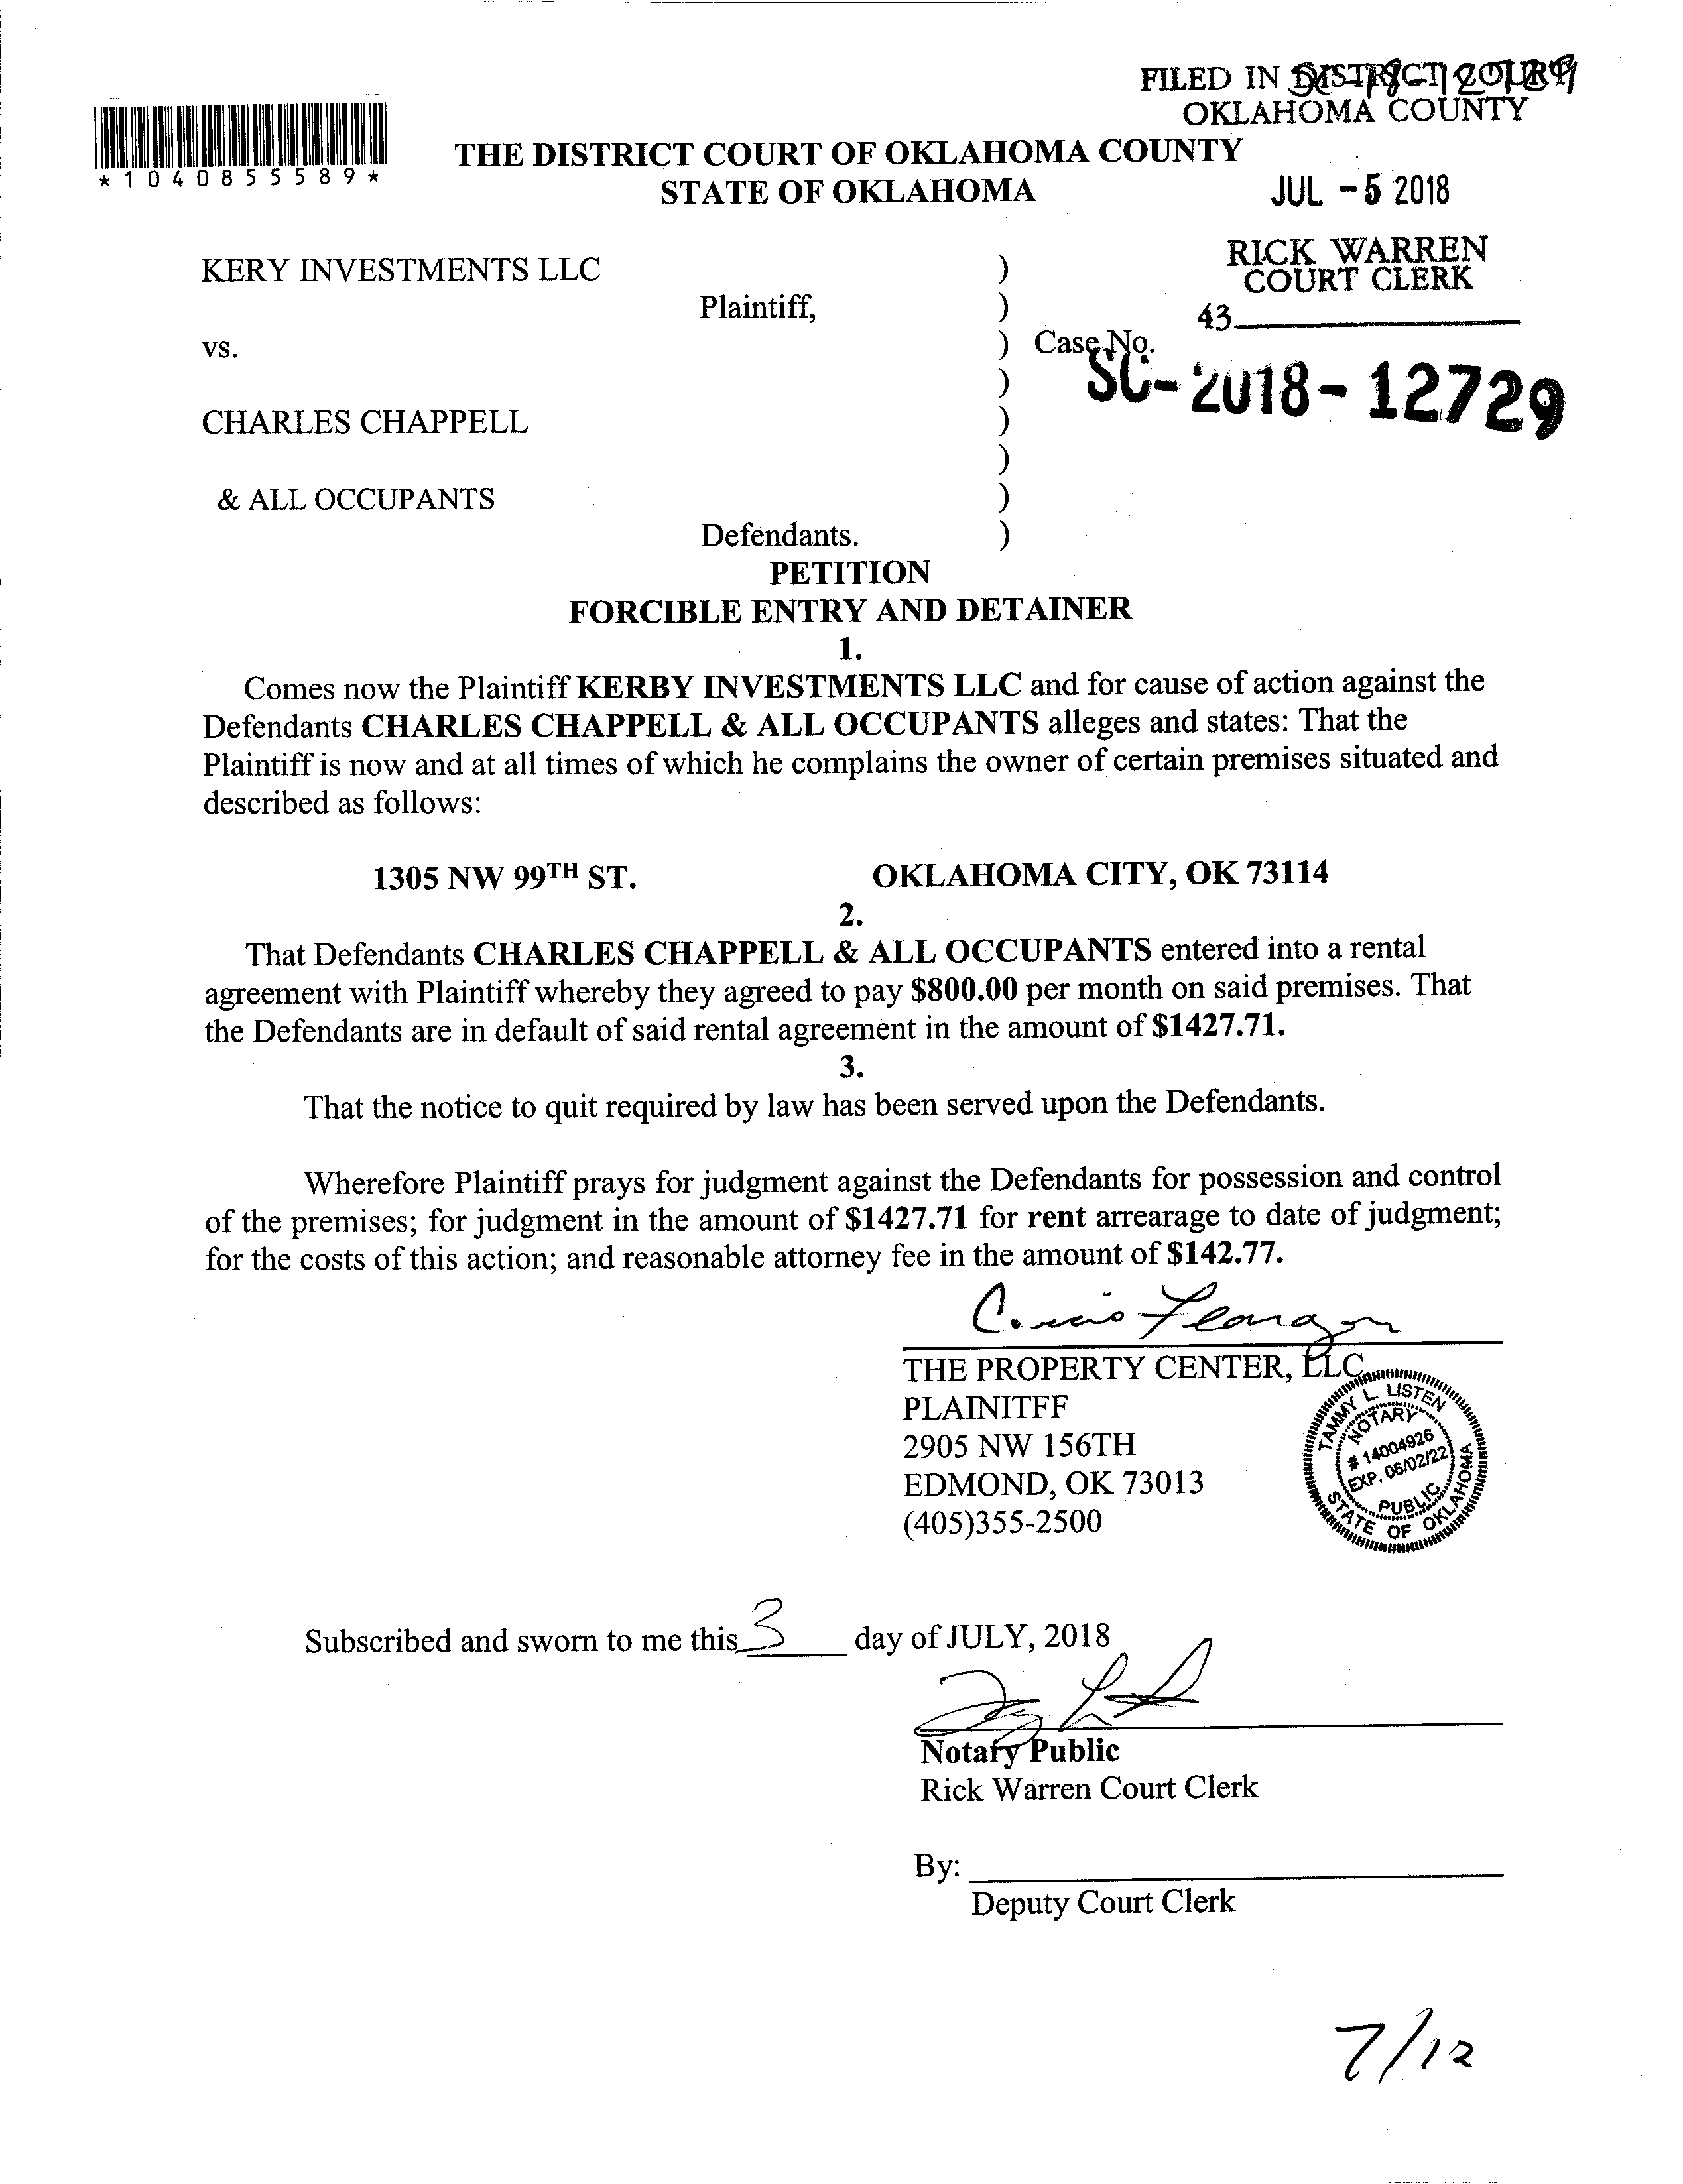 FILED IN DISTRICT COURT
OKLAHOMA COUNTY
*1040855589*
THE DISTRICT COURT OF OKLAHOMA COUNTY
STATE OF OKLAHOMA
JUL -5 2018
RICK WARREN
COURT CLERK
43
KERY INVESTMENTS LLC )
Plaintiff, )
vs. ) Case No.
SC-2018-12729
)
CHARLES CHAPPELL )
)
& ALL OCCUPANTS )
Defendants. )
PETITION
FORCIBLE ENTRY AND DETAINER
1.
Comes now the Plaintiff KERBY INVESTMENTS LLC and for cause of action against the
Defendants CHARLES CHAPPELL & ALL OCCUPANTS alleges and states: That the
Plaintiff is now and at all times of which he complains the owner of certain premises situated and
described as follows:
1305 NW 99TH ST. OKLAHOMA CITY, OK 73114
2.
That Defendants CHARLES CHAPPELL & ALL OCCUPANTS entered into a rental
agreement with Plaintiff whereby they agreed to pay $800.00 per month on said premises. That
the Defendants are in default of said rental agreement in the amount of $1427.71.
3.
That the notice to quit required by law has been served upon the Defendants.
Wherefore Plaintiff prays for judgment against the Defendants for possession and control
of the premises; for judgment in the amount of $1427.71 for rent arrearage to date of judgment;
for the costs of this action; and reasonable attorney fee in the amount of $142.77.
THE PROPERTY CENTER, LLC
PLAINITFF
2905 NW 156TH
EDMOND, OK 73013
(405)355-2500
TAMMY L. LISTEN
NOTARY
# 14004926
EXP. 06/02/22
PUBLIC
STATE OF OKLAHOMA
Subscribed and sworn to me this 3 day of JULY, 2018
Notary Public
Rick Warren Court Clerk
By:
Deputy Court Clerk
7/12